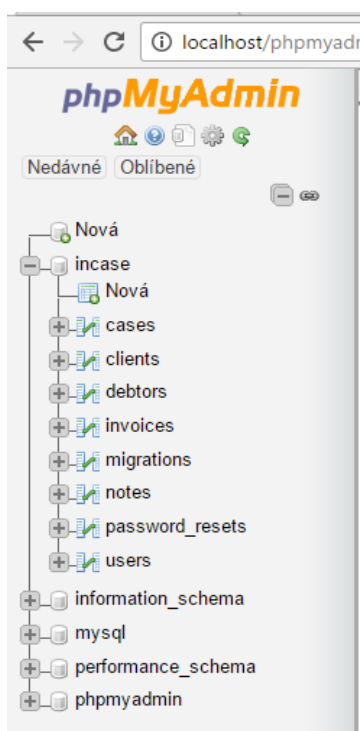 localhost/phpmyadr
phpMyAdmin
Nedávné Oblíbené
Nová
incase
Nová
cases
clients
debtors
invoices
migrations
notes
password_resets
users
information_schema
mysql
performance_schema
phpmyadmin